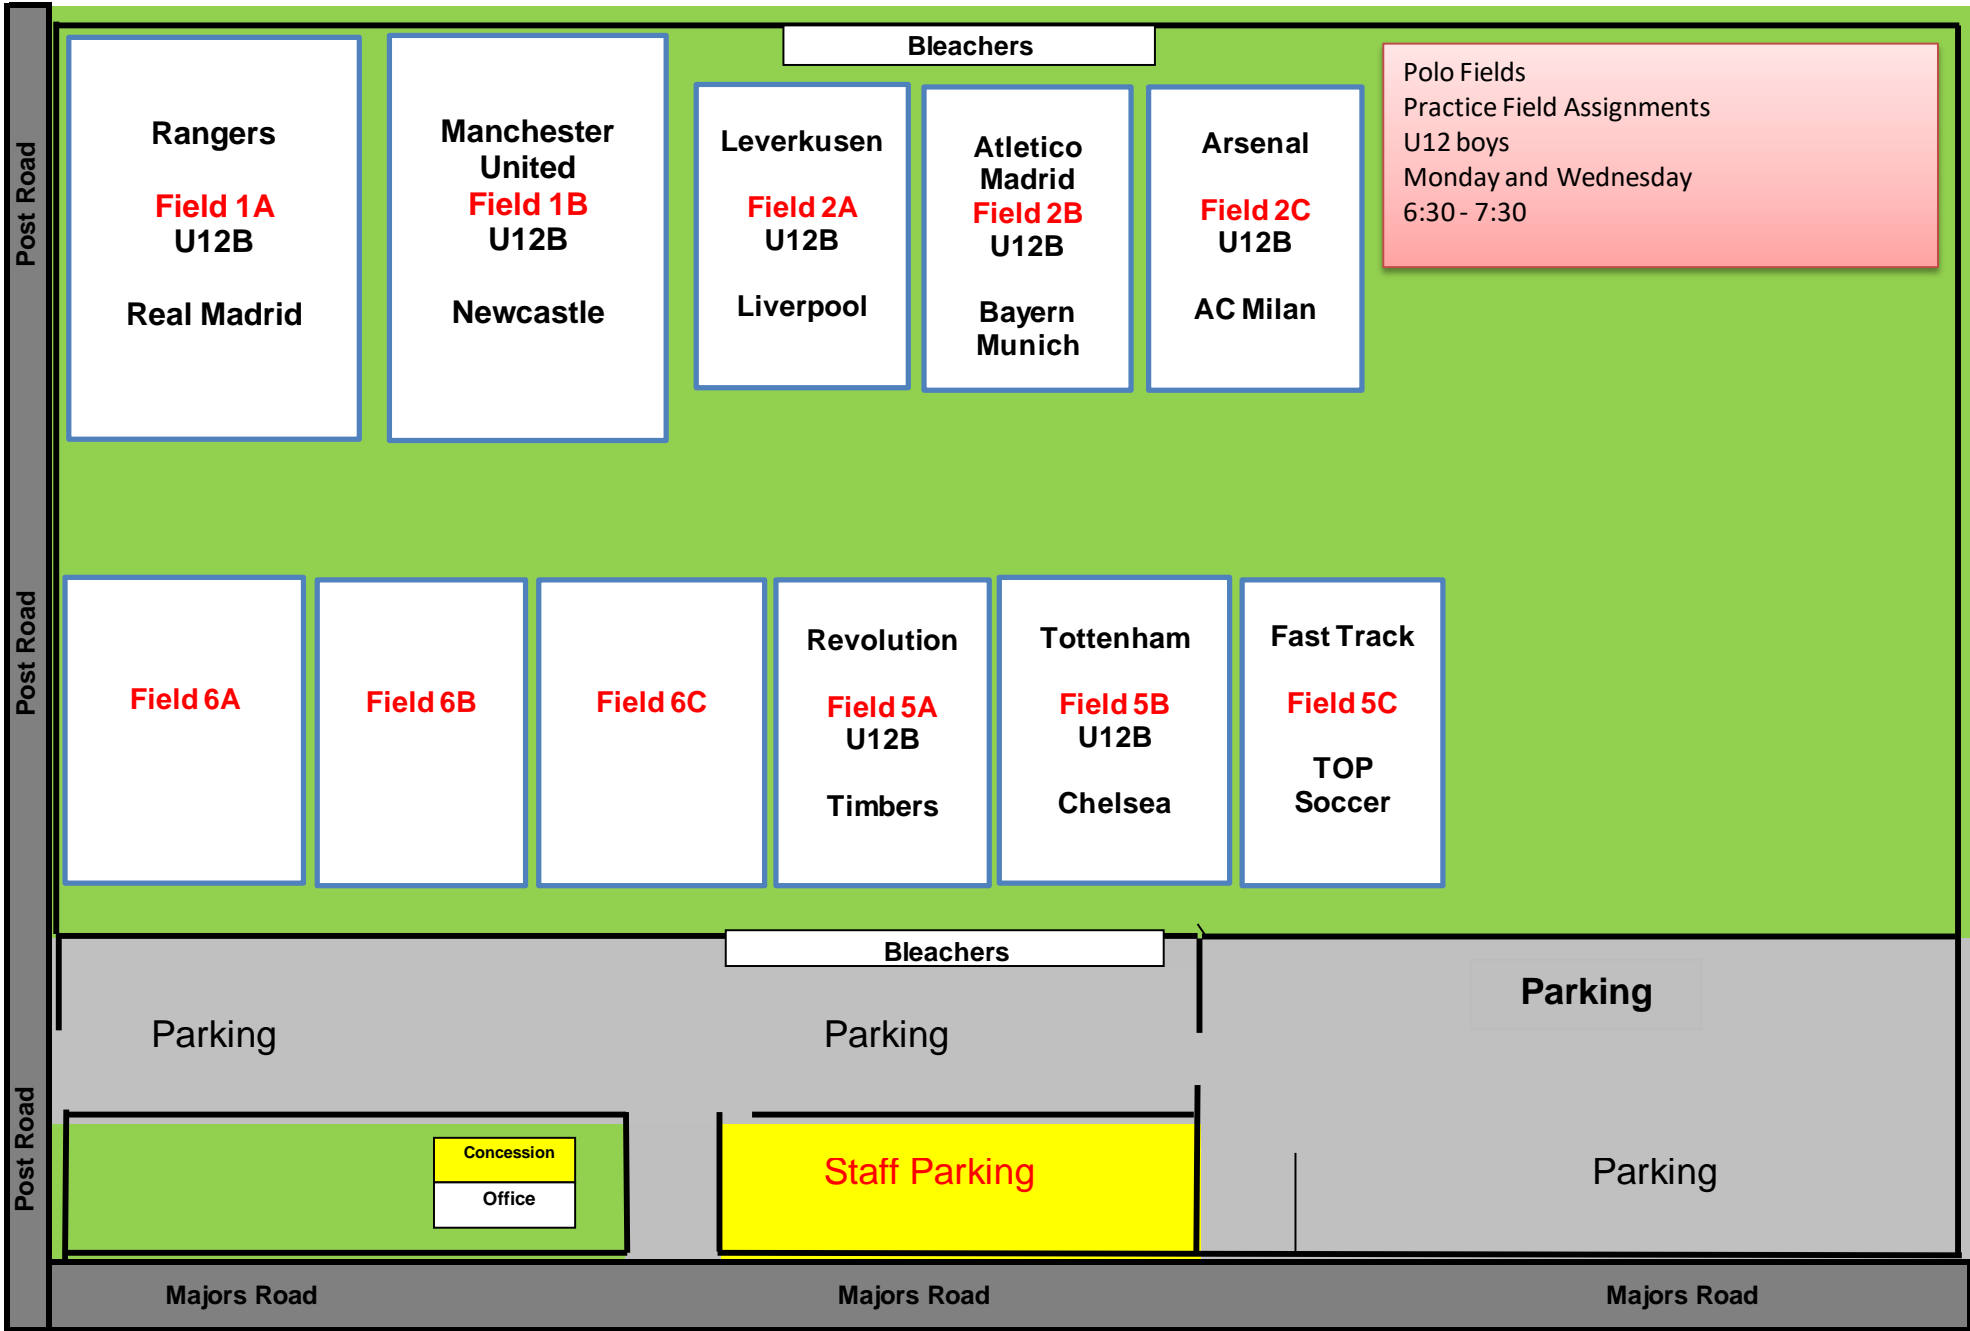 Bleachers
Polo Fields
Practice Field Assignments
U12 boys
Monday and Wednesday
6:30 - 7:30
Post Road
Rangers
Field 1A
U12B
Real Madrid
Manchester
United
Field 1B
U12B
Newcastle
Leverkusen
Field 2A
U12B
Liverpool
Atletico
Madrid
Field 2B
U12B
Bayern
Munich
Arsenal
Field 2C
U12B
AC Milan
Post Road
Field 6A
Field 6B
Field 6C
Revolution
Field 5A
U12B
Timbers
Tottenham
Field 5B
U12B
Chelsea
Fast Track
Field 5C
TOP
Soccer
Bleachers
Parking
Parking
Parking
Post Road
Concession
Office
Staff Parking
Parking
Majors Road
Majors Road
Majors Road